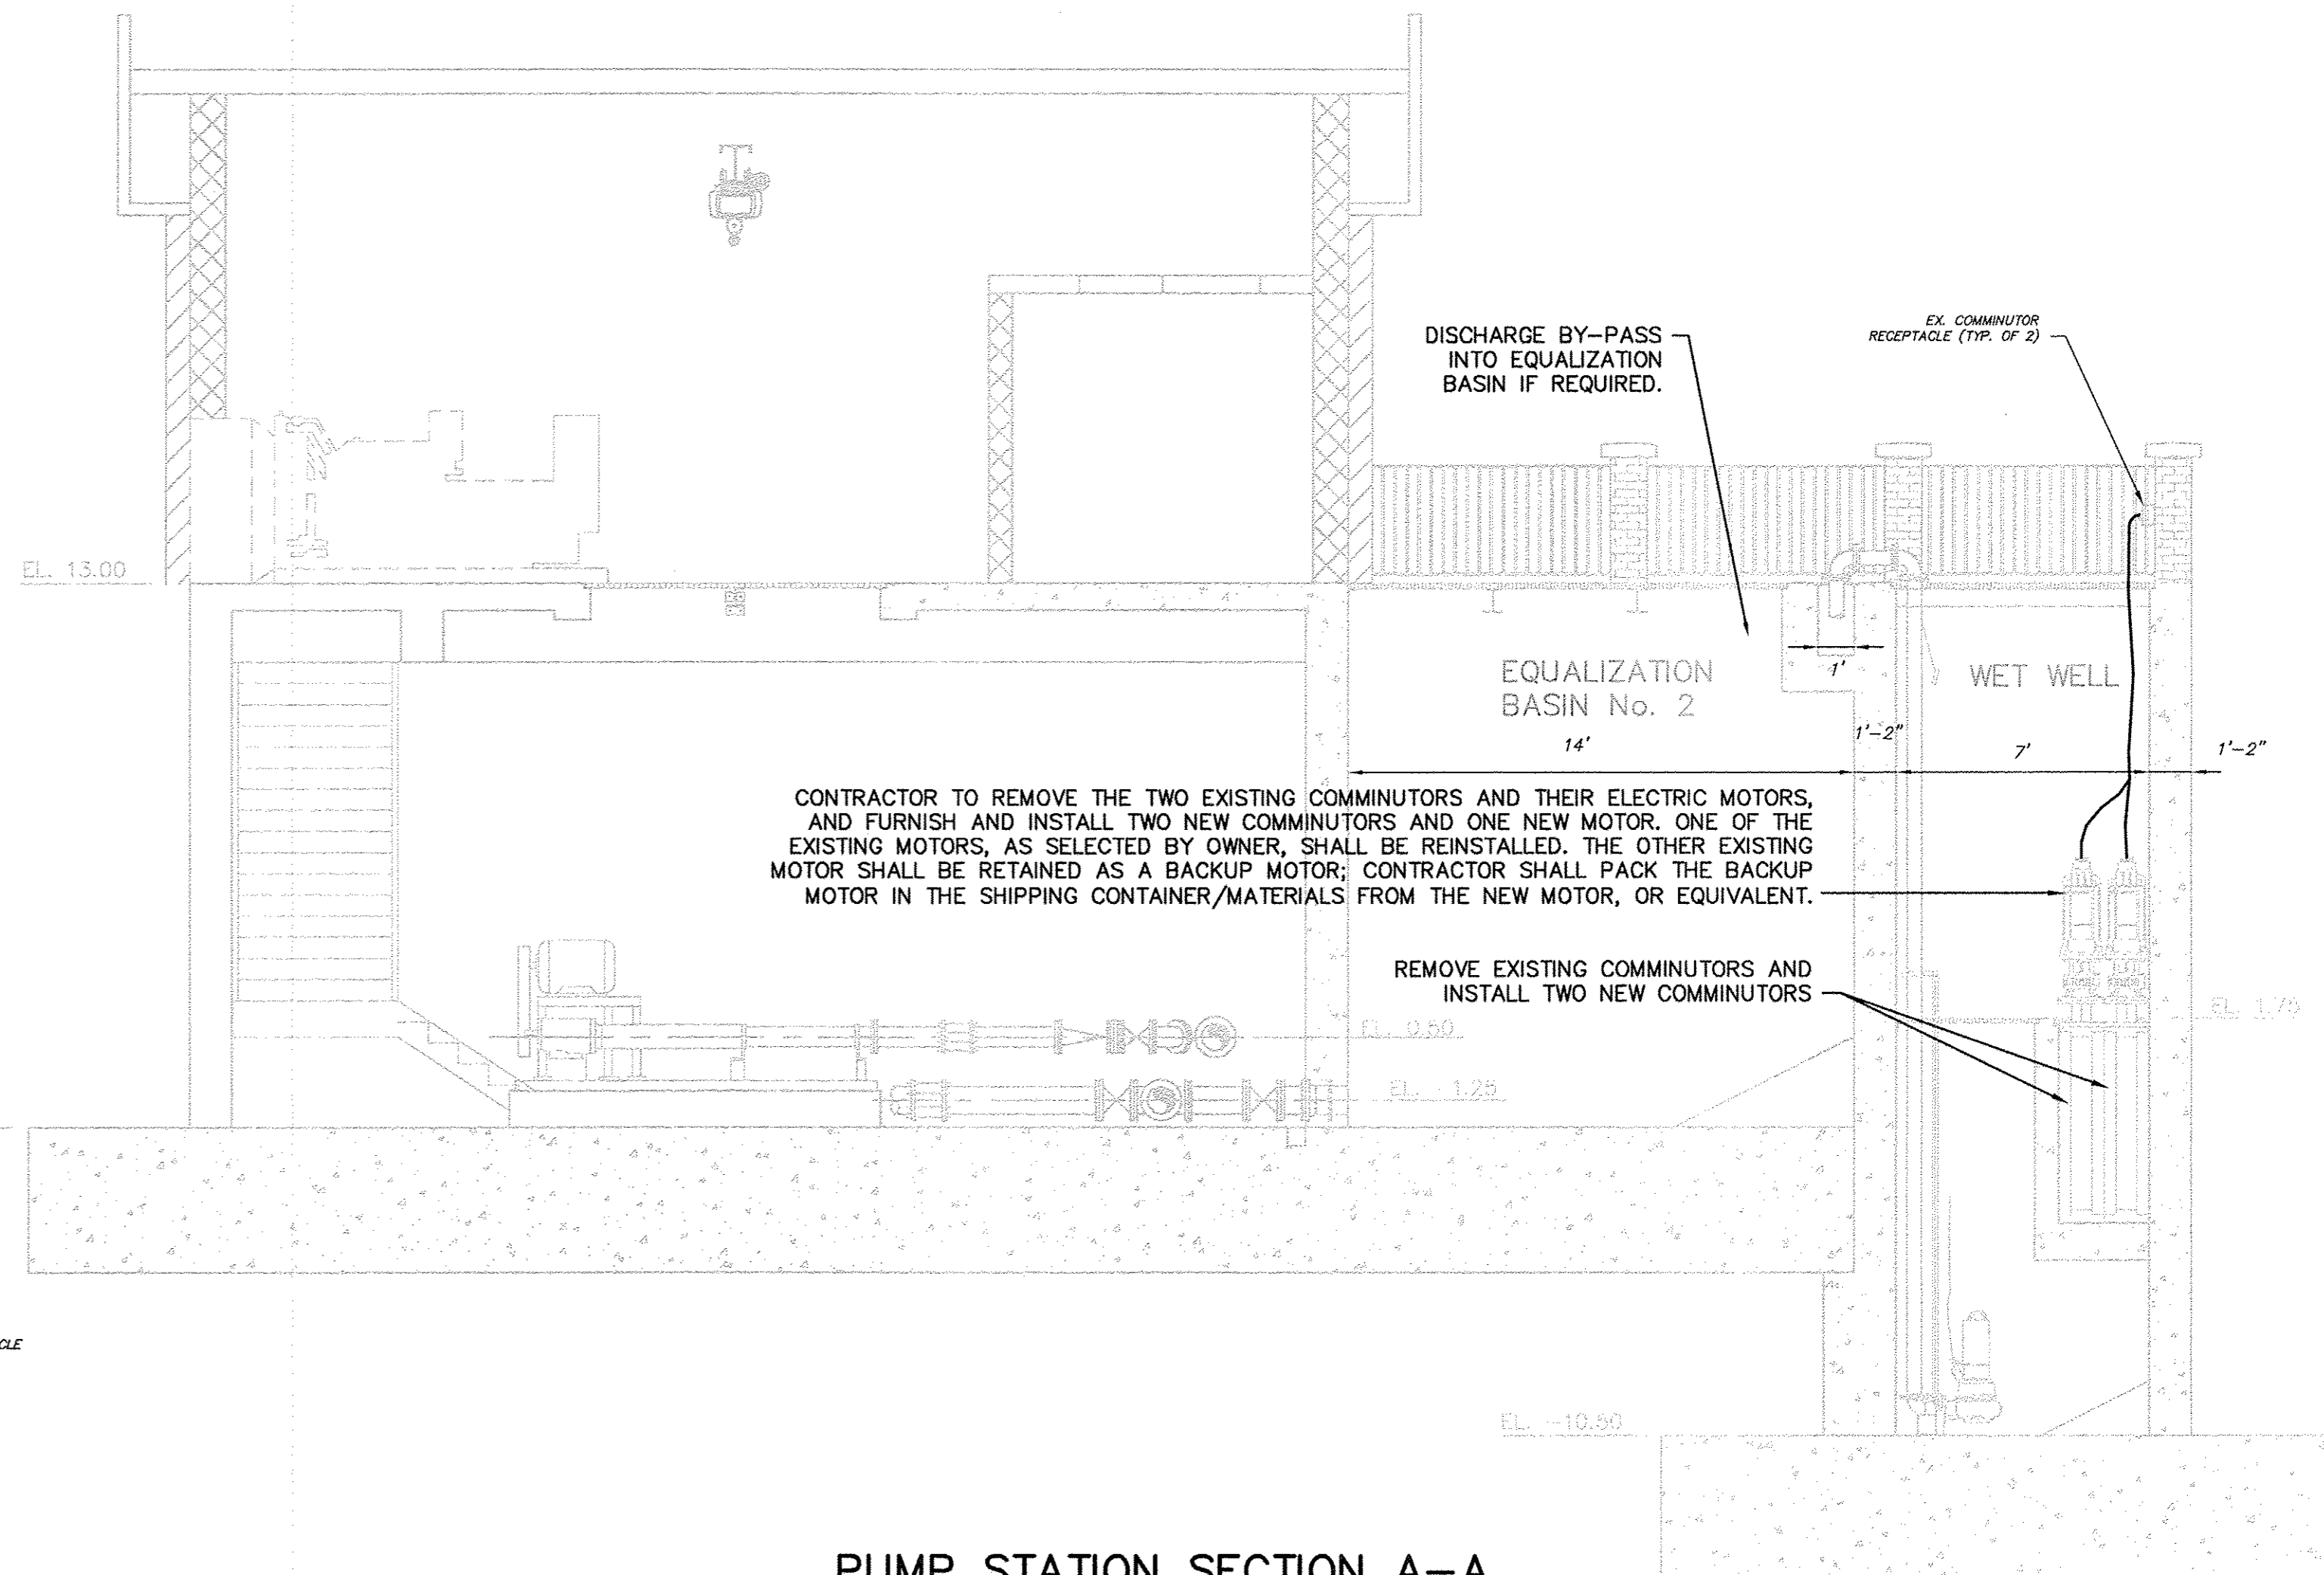 DISCHARGE BY-PASS
INTO EQUALIZATION
BASIN IF REQUIRED.
EX. COMMINUTOR
RECEPTACLE (TYP. OF 2)
EL. 13.00
EQUALIZATION
BASIN No. 2
WET WELL
1'
14'
1'-2"
7'
1'-2"
CONTRACTOR TO REMOVE THE TWO EXISTING COMMINUTORS AND THEIR ELECTRIC MOTORS,
AND FURNISH AND INSTALL TWO NEW COMMINUTORS AND ONE NEW MOTOR. ONE OF THE
EXISTING MOTORS, AS SELECTED BY OWNER, SHALL BE REINSTALLED. THE OTHER EXISTING
MOTOR SHALL BE RETAINED AS A BACKUP MOTOR; CONTRACTOR SHALL PACK THE BACKUP
MOTOR IN THE SHIPPING CONTAINER/MATERIALS FROM THE NEW MOTOR, OR EQUIVALENT.
REMOVE EXISTING COMMINUTORS AND
INSTALL TWO NEW COMMINUTORS
EL. 1.75
EL. 0.50
EL.
1.25
CLE
EL. -10.50
PUMP STATION SECTION A-A